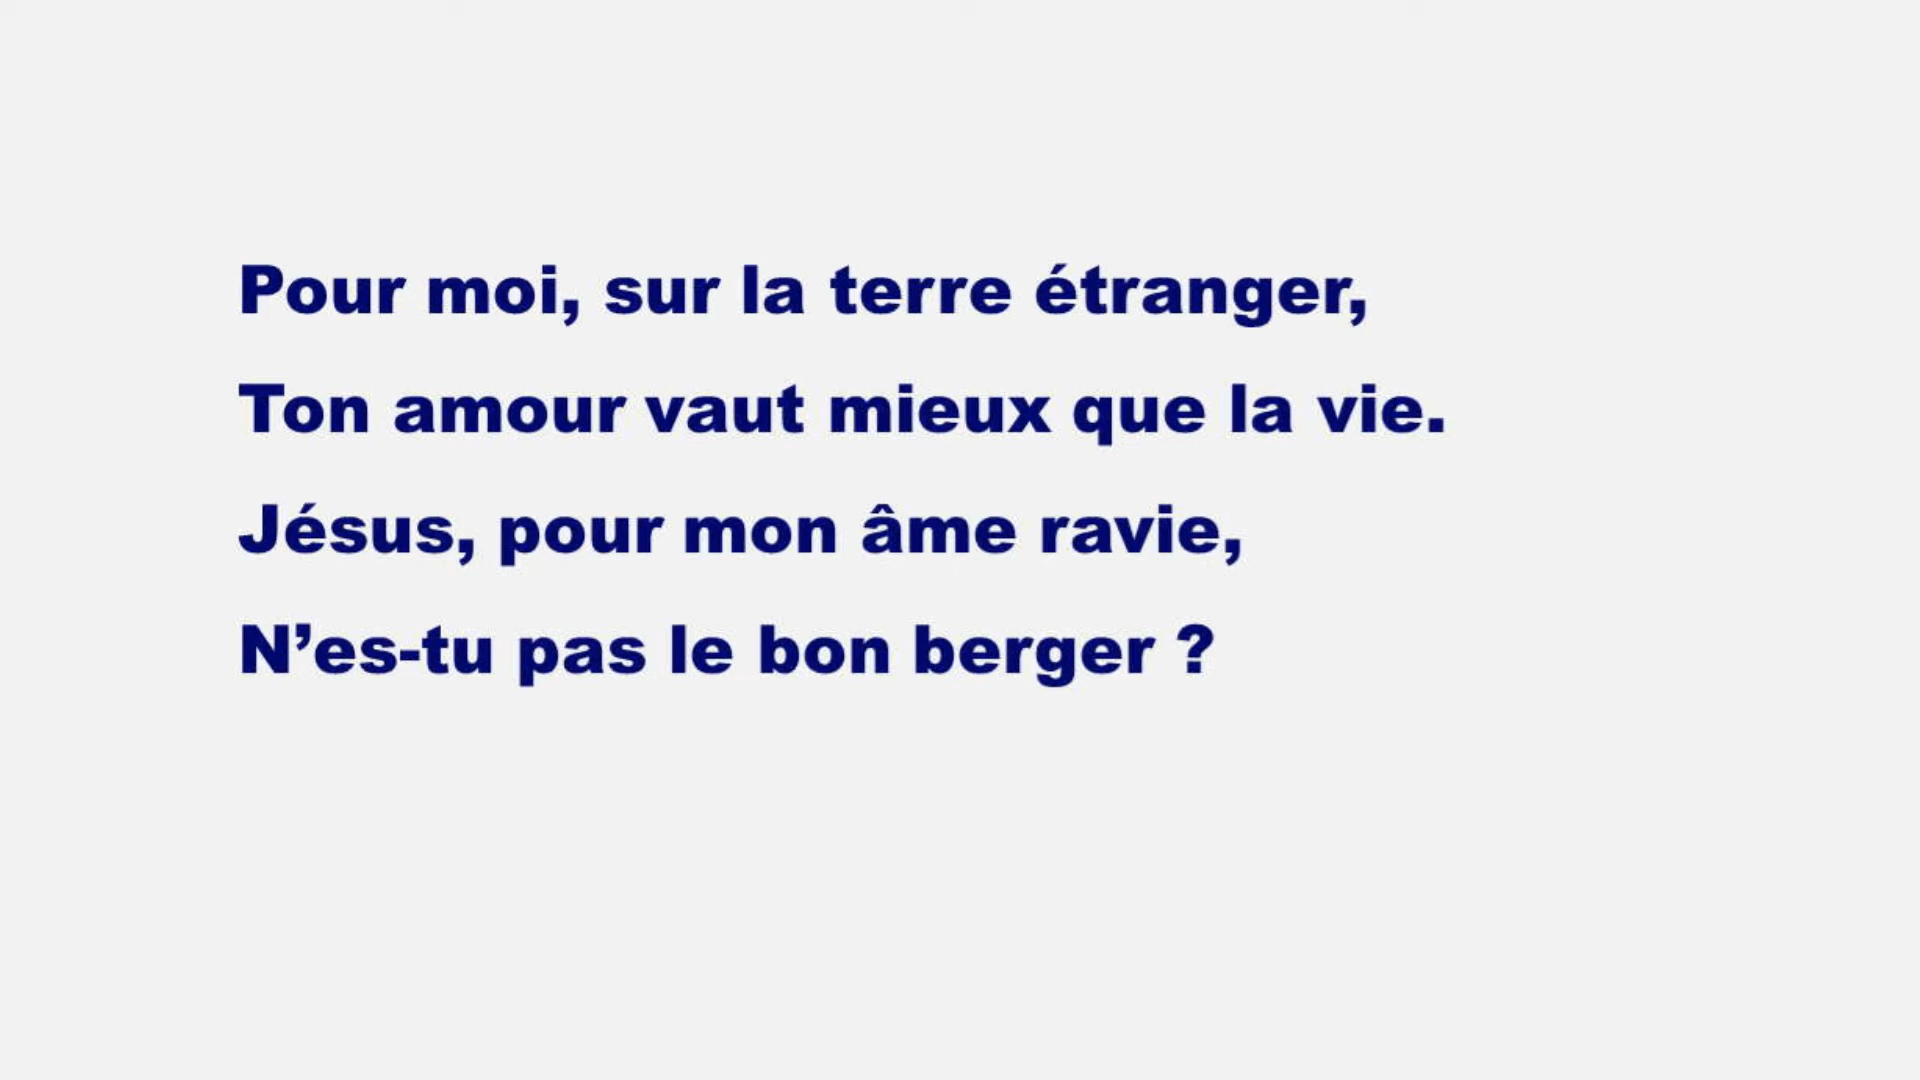 Pour moi, sur la terre étranger,
Ton amour vaut mieux que la vie.
Jésus, pour mon âme ravie,
N’es-tu pas le bon berger ?